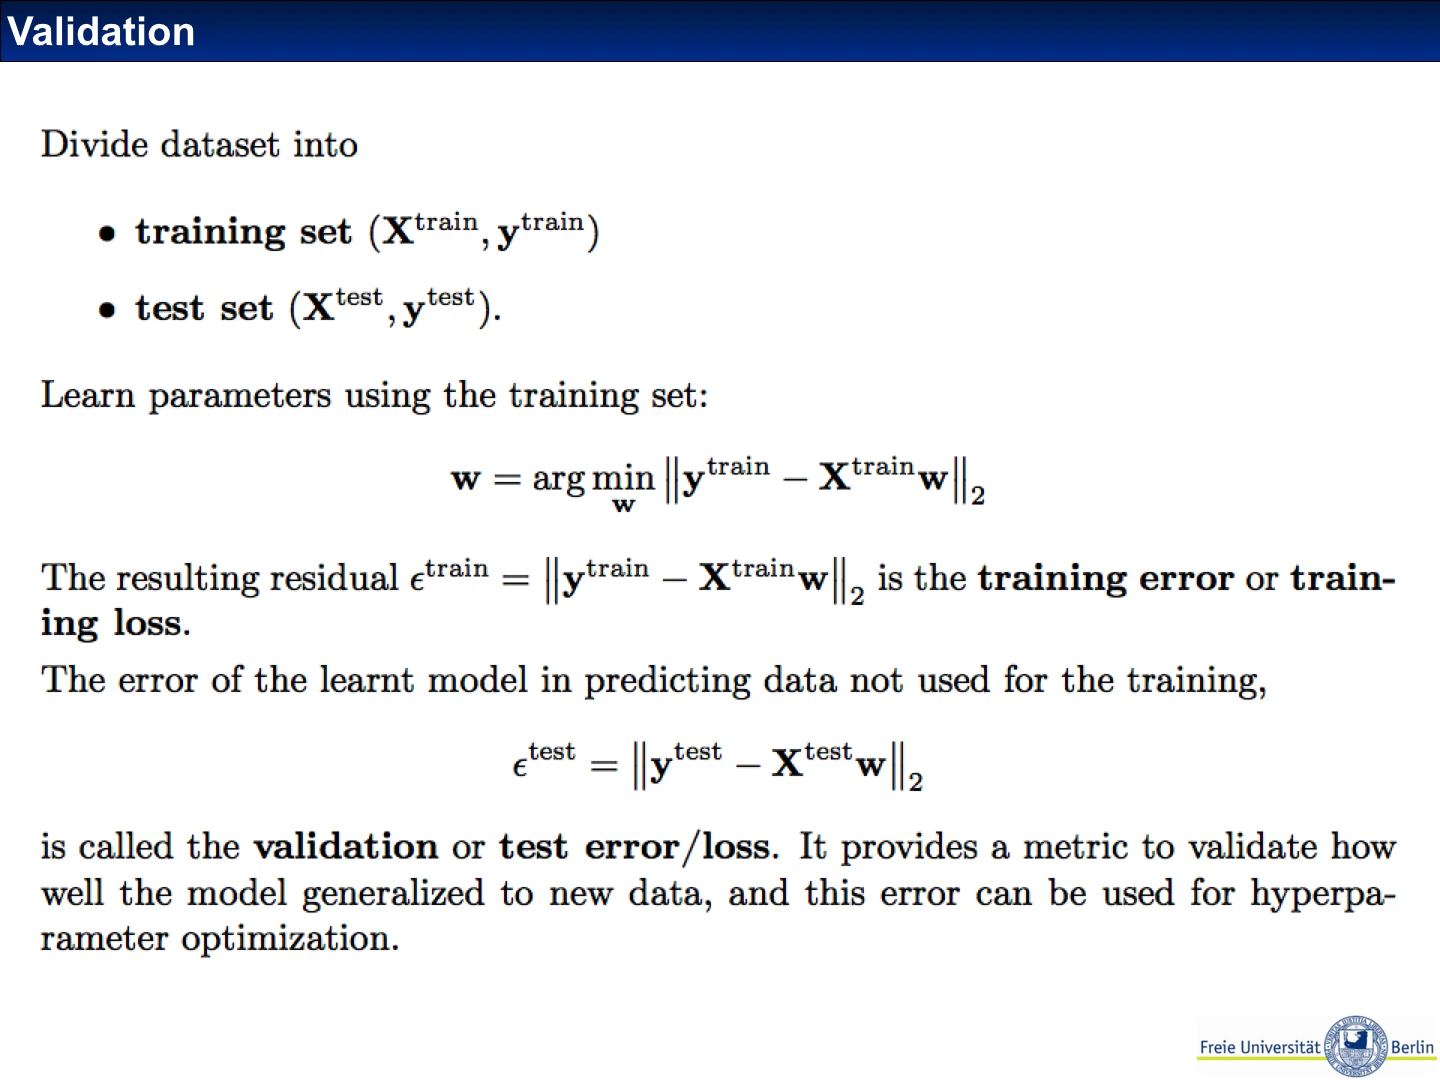 Validation
Divide dataset into
• training set (X^train, y^train)
• test set (X^test, y^test).
Learn parameters using the training set:
w = arg min_w ‖y^train − X^train w‖_2
The resulting residual ϵ^train = ‖y^train − X^train w‖_2 is the training error or train-
ing loss.
The error of the learnt model in predicting data not used for the training,
ϵ^test = ‖y^test − X^test w‖_2
is called the validation or test error/loss. It provides a metric to validate how
well the model generalized to new data, and this error can be used for hyperpa-
rameter optimization.
Freie Universität Berlin